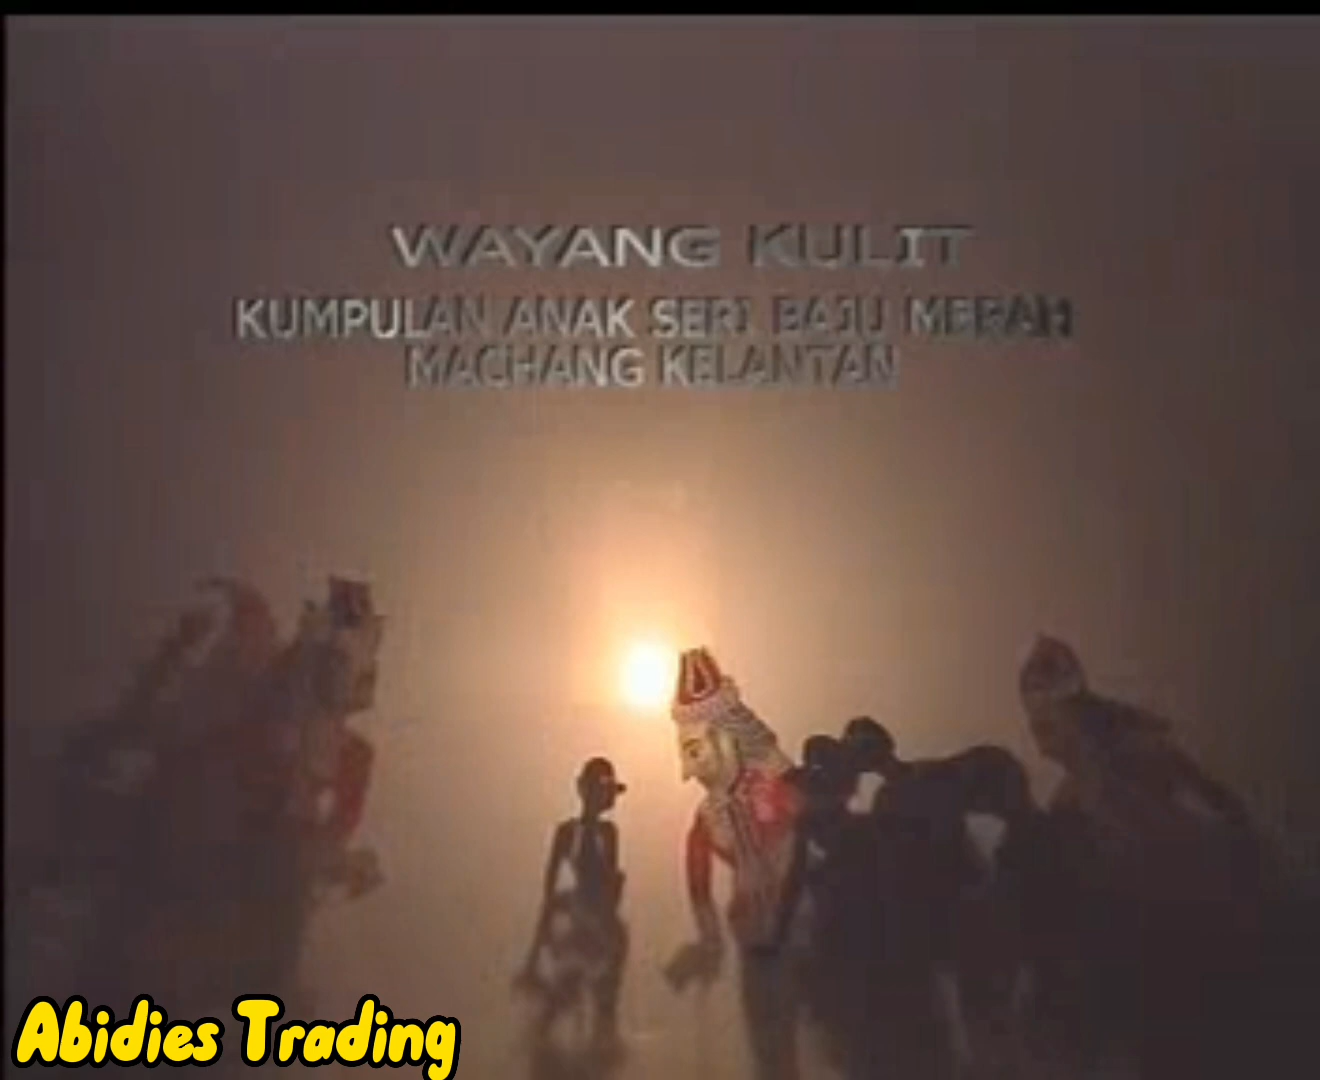 WAYANG KULIT
KUMPULAN ANAK SERI BAJU MERAH
MACHANG KELANTAN
Abidies Trading